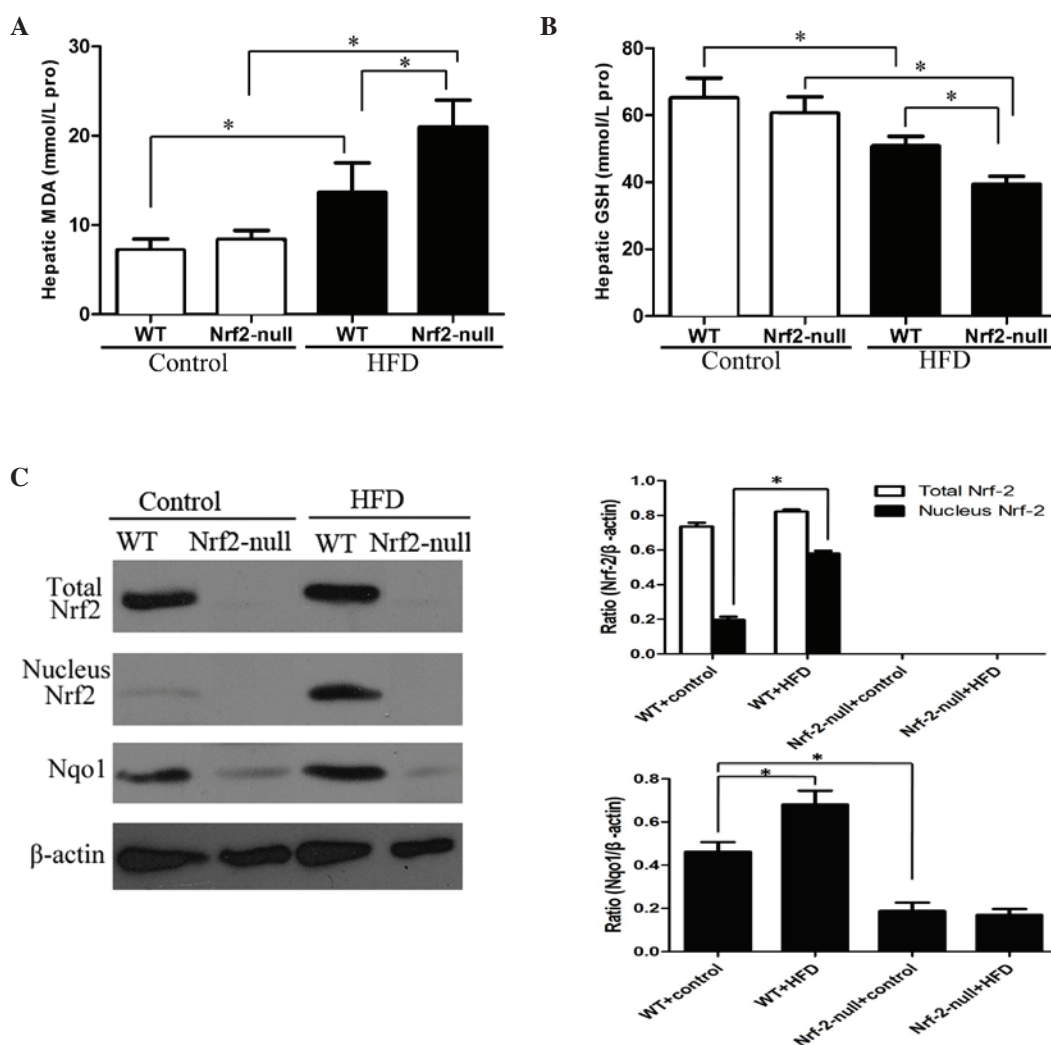 A
Hepatic MDA (mmol/L pro)
30
20
10
0
*
*
*
WT
Nrf2-null
WT
Nrf2-null
Control
HFD
B
Hepatic GSH (mmol/L pro)
80
60
40
20
0
*
*
*
WT
Nrf2-null
WT
Nrf2-null
Control
HFD
C
Control
HFD
WT
Nrf2-null
WT
Nrf2-null
Total
Nrf2
Nucleus
Nrf2
Nqo1
β-actin
Ratio (Nrf-2/β -actin)
1.0
0.8
0.6
0.4
0.2
0.0
*
Total Nrf-2
Nucleus Nrf-2
WT+control
WT+HFD
Nrf-2-null+control
Nrf-2-null+HFD
Ratio (Nqo1/β -actin)
0.8
0.6
0.4
0.2
0.0
*
*
WT+control
WT+HFD
Nrf-2-null+control
Nrf-2-null+HFD